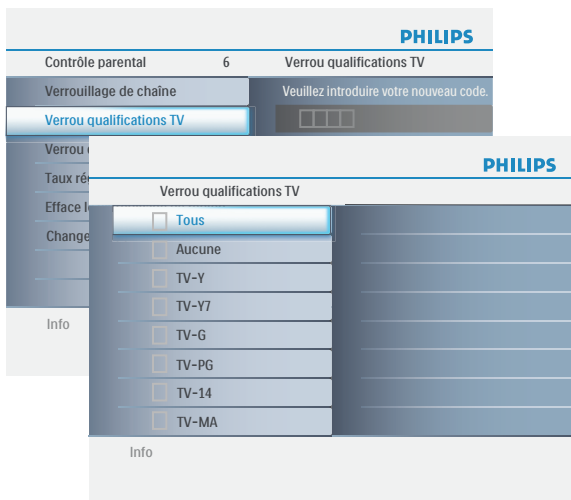 PHILIPS
Contrôle parental 6 Verrou qualifications TV
Verrouillage de chaîne
Veuillez introduire votre nouveau code.
Verrou qualifications TV
Verrou
Taux
Efface
Change
Info
PHILIPS
Verrou qualifications TV
Tous
Aucune
TV-Y
TV-Y7
TV-G
TV-PG
TV-14
TV-MA
Info